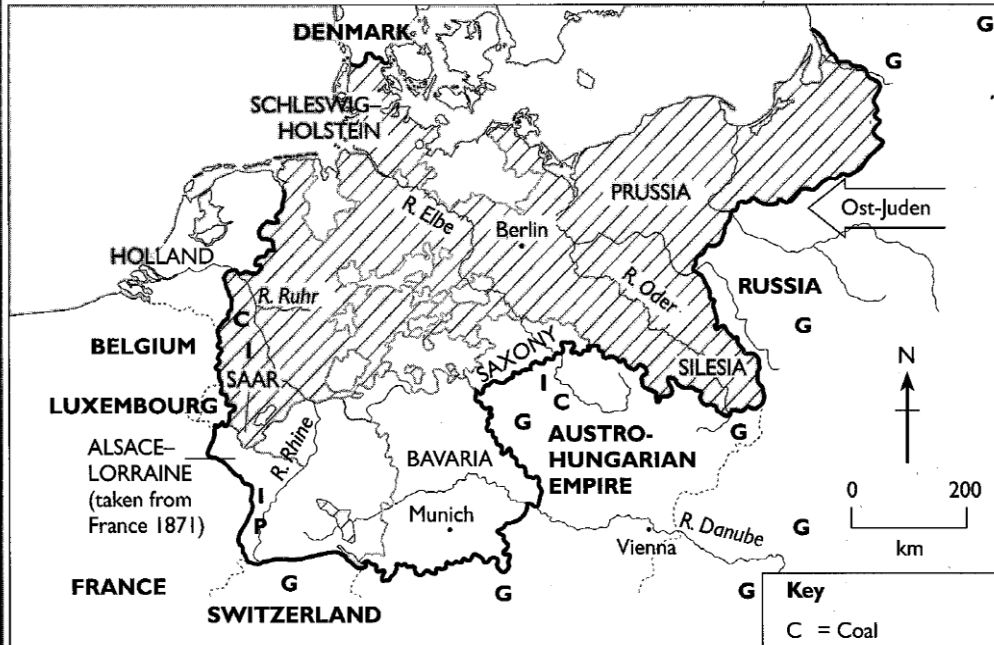 G
DENMARK
G
SCHLESWIG–
HOLSTEIN
PRUSSIA
Ost-Juden
R. Elbe
Berlin
HOLLAND
R. Oder
RUSSIA
R. Ruhr
G
C
BELGIUM
I
SAXONY
N
SAAR
SILESIA
LUXEMBOURG
I
C
G
AUSTRO-
HUNGARIAN
EMPIRE
G
ALSACE–
LORRAINE
(taken from
France 1871)
R. Rhine
BAVARIA
0 200
km
I
P
Munich
Vienna
R. Danube
G
FRANCE
G
SWITZERLAND
G
G
Key
C = Coal